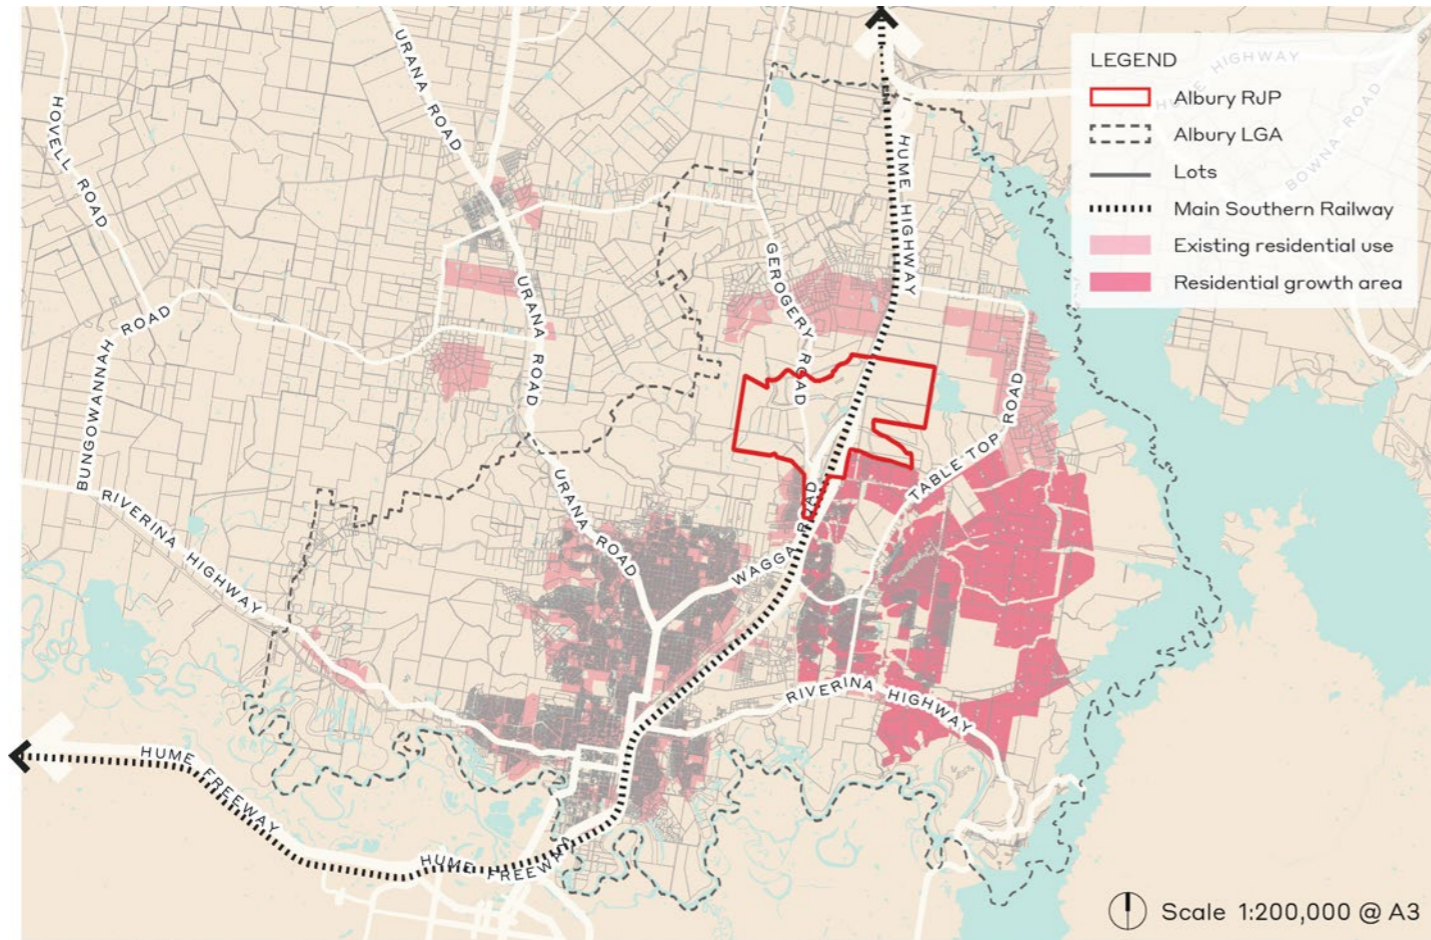 LEGEND
Albury RJP
Albury LGA
Lots
Main Southern Railway
Existing residential use
Residential growth area
HUME HIGHWAY
BOWNA ROAD
URANA ROAD
HOVELL ROAD
HUME HIGHWAY
GEROGERY ROAD
URANA ROAD
BUNGOWANNAH ROAD
TABLE TOP ROAD
RIVERINA HIGHWAY
URANA ROAD
WAGGA ROAD
RIVERINA HIGHWAY
HUME FREEWAY
HUME FREEWAY
Scale 1:200,000 @ A3